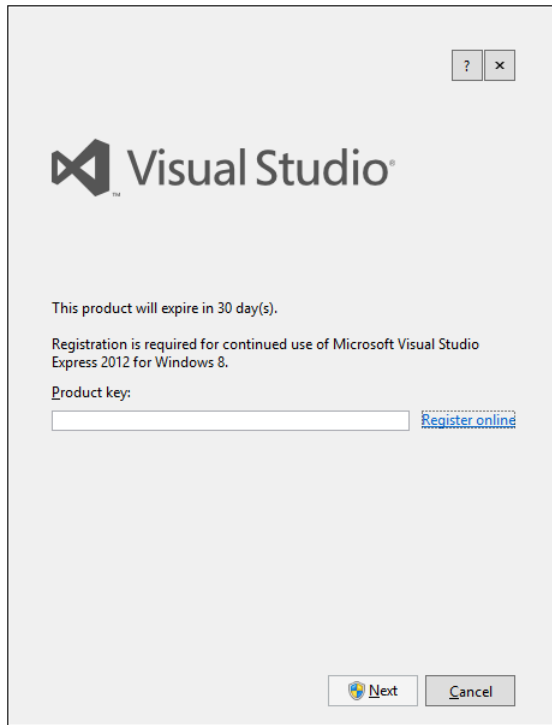 ?
×
Visual Studio®
™
This product will expire in 30 day(s).
Registration is required for continued use of Microsoft Visual Studio
Express 2012 for Windows 8.
Product key:
Register online
Next
Cancel